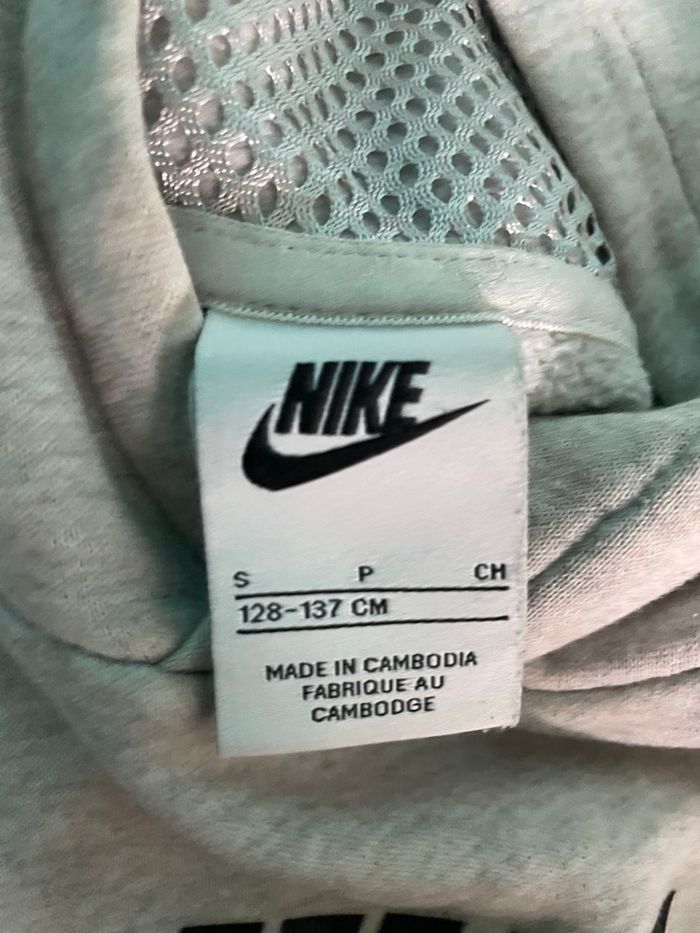 NIKE
S P CH
128-137 CM
MADE IN CAMBODIA
FABRIQUE AU
CAMBODGE